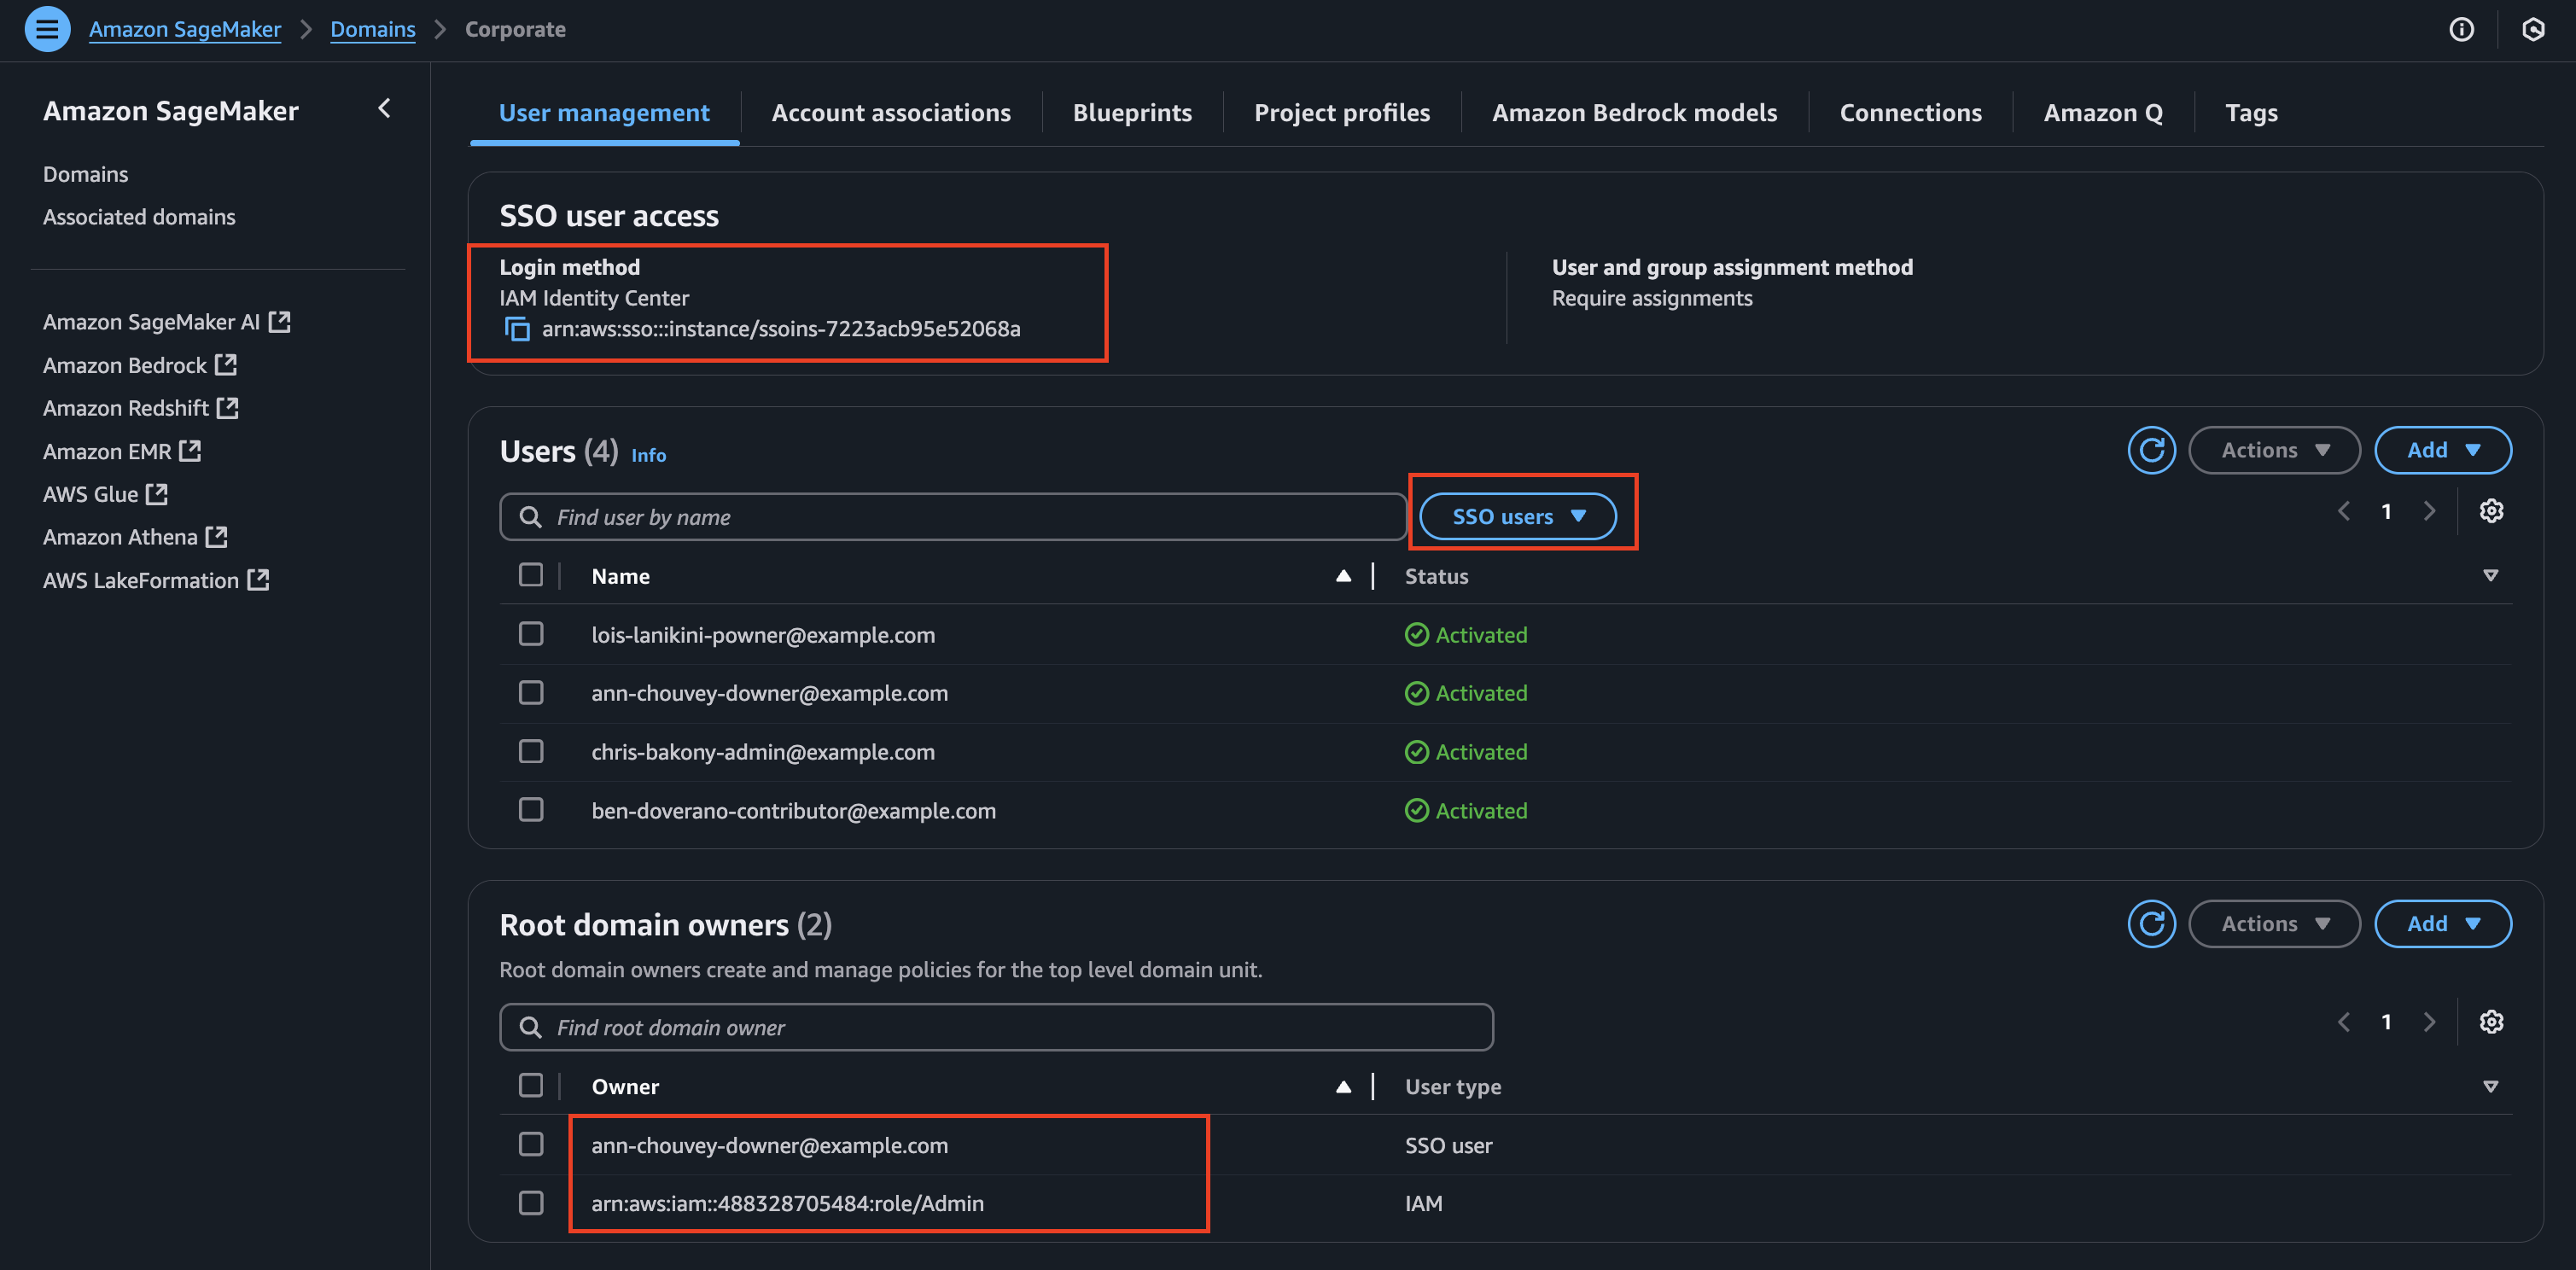 Amazon SageMaker > Domains > Corporate
Amazon SageMaker
Domains
Associated domains
Amazon SageMaker AI
Amazon Bedrock
Amazon Redshift
Amazon EMR
AWS Glue
Amazon Athena
AWS LakeFormation
User management Account associations Blueprints Project profiles Amazon Bedrock models Connections Amazon Q Tags
SSO user access
Login method
IAM Identity Center
arn:aws:sso:::instance/ssoins-7223acb95e52068a
User and group assignment method
Require assignments
Users (4) Info
Actions Add
Find user by name SSO users 1
Name Status
lois-lanikini-powner@example.com Activated
ann-chouvey-downer@example.com Activated
chris-bakony-admin@example.com Activated
ben-doverano-contributor@example.com Activated
Root domain owners (2)
Actions Add
Root domain owners create and manage policies for the top level domain unit.
Find root domain owner 1
Owner User type
ann-chouvey-downer@example.com SSO user
arn:aws:iam::488328705484:role/Admin IAM